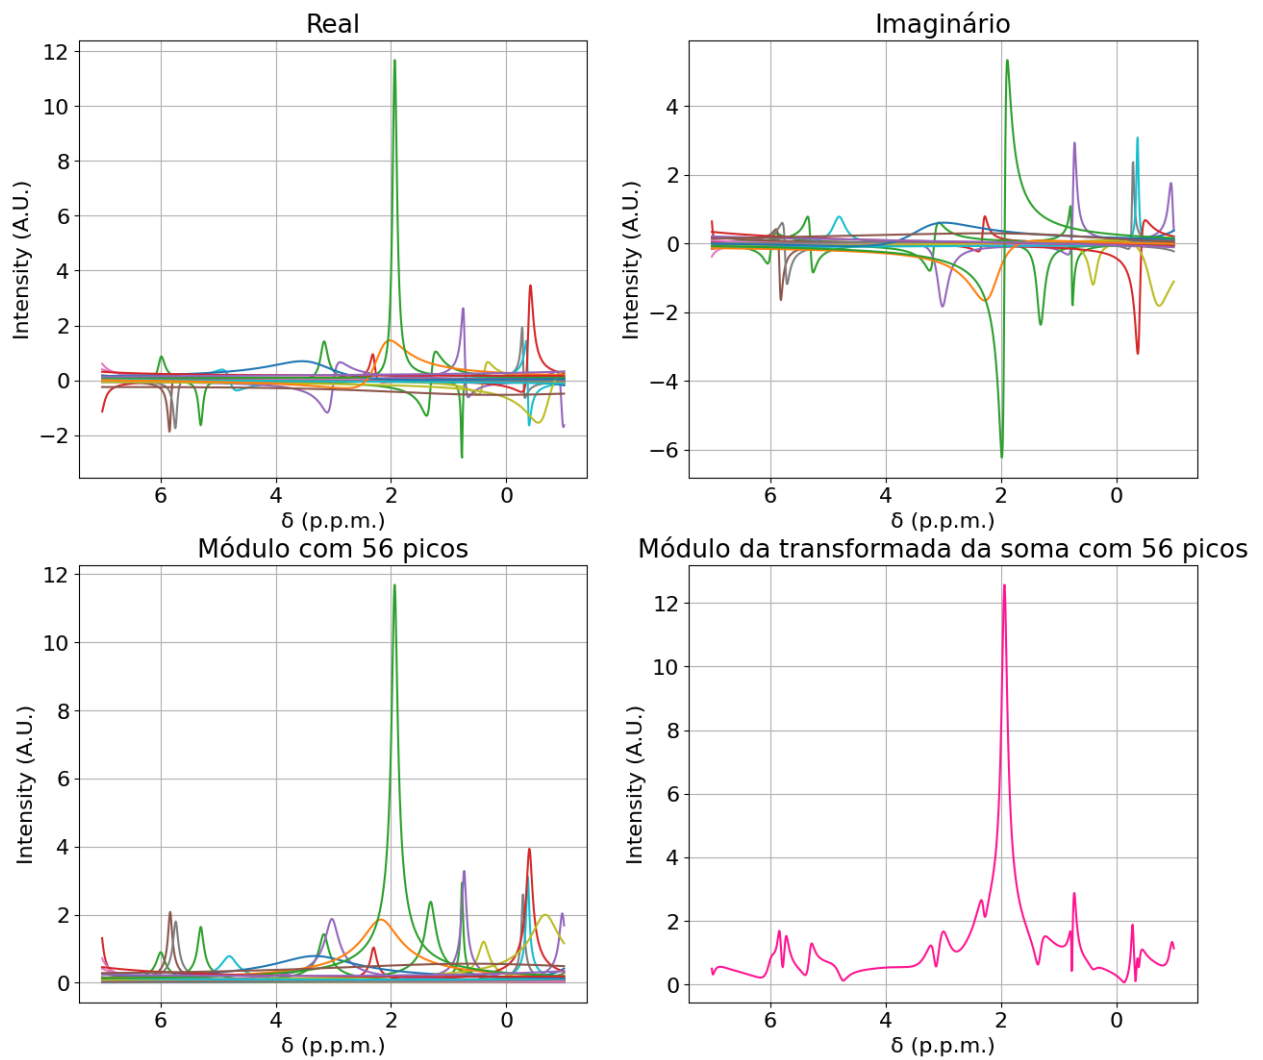 Real
Intensity (A.U.)
12
10
8
6
4
2
0
−2
6 4 2 0
δ (p.p.m.)
Imaginário
Intensity (A.U.)
4
2
0
−2
−4
−6
6 4 2 0
δ (p.p.m.)
Módulo com 56 picos
Intensity (A.U.)
12
10
8
6
4
2
0
6 4 2 0
δ (p.p.m.)
Módulo da transformada da soma com 56 picos
Intensity (A.U.)
12
10
8
6
4
2
0
6 4 2 0
δ (p.p.m.)